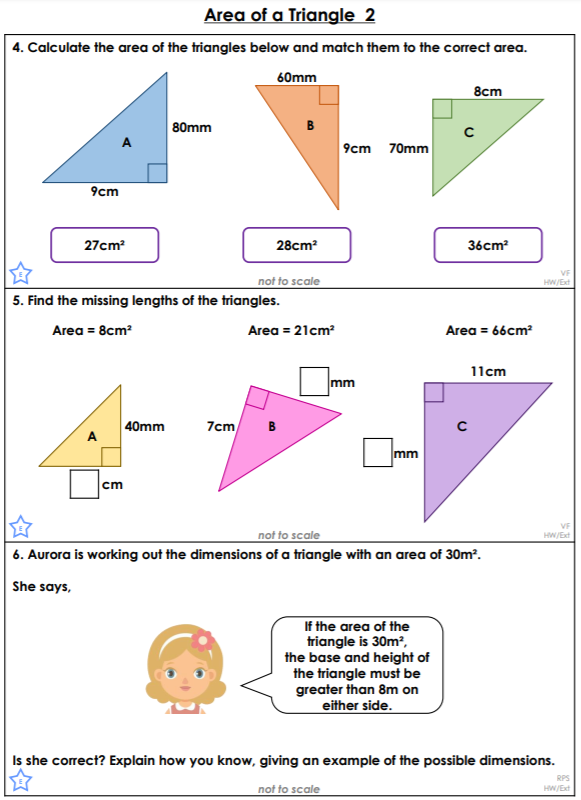 Area of a Triangle 2
4. Calculate the area of the triangles below and match them to the correct area.
60mm
8cm
A
80mm
B
9cm
70mm
C
9cm
27cm²
28cm²
36cm²
E
not to scale
VF
HW/Ext
5. Find the missing lengths of the triangles.
Area = 8cm²
Area = 21cm²
Area = 66cm²
11cm
mm
A
40mm
7cm
B
C
mm
cm
E
not to scale
VF
HW/Ext
6. Aurora is working out the dimensions of a triangle with an area of 30m².
She says,
If the area of the
triangle is 30m²,
the base and height of
the triangle must be
greater than 8m on
either side.
Is she correct? Explain how you know, giving an example of the possible dimensions.
E
not to scale
RPS
HW/Ext